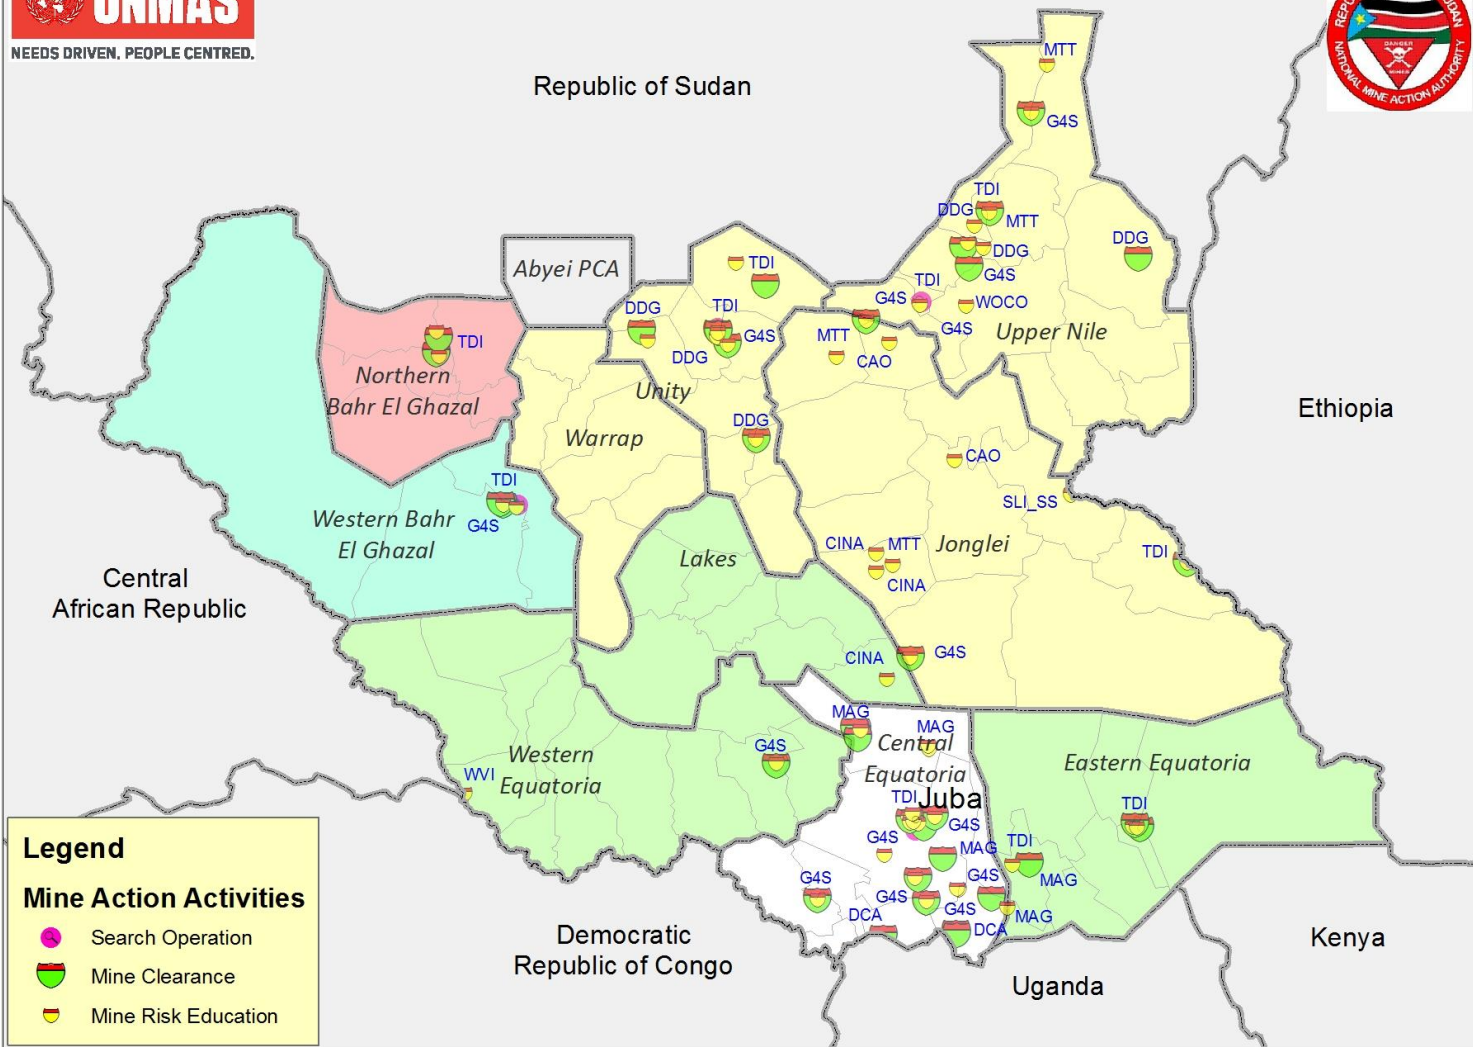 UNMAS
NEEDS DRIVEN. PEOPLE CENTRED.
REPU
SUDAN
DANGER
MINES
NATIONAL MINE ACTION AUTHORITY
MTT
Republic of Sudan
G4S
TDI
DDG
MTT
DDG
DDG
G4S
Abyei PCA
TDI
TDI
G4S
WOCO
DDG
TDI
G4S
Upper Nile
TDI
G4S
MTT
DDG
CAO
Northern
Bahr El Ghazal
Unity
Ethiopia
DDG
Warrap
CAO
TDI
SLI_SS
Western Bahr
El Ghazal
G4S
CINA
MTT
Jonglei
TDI
Lakes
CINA
Central
African Republic
G4S
CINA
MAG
MAG
Central
Equatoria
G4S
Western
Equatoria
Eastern Equatoria
WVI
TDI
Juba
TDI
G4S
G4S
TDI
MAG
G4S
G4S
MAG
G4S
G4S
DCA
MAG
DCA
Democratic
Republic of Congo
Kenya
Uganda
Legend
Mine Action Activities
Search Operation
Mine Clearance
Mine Risk Education